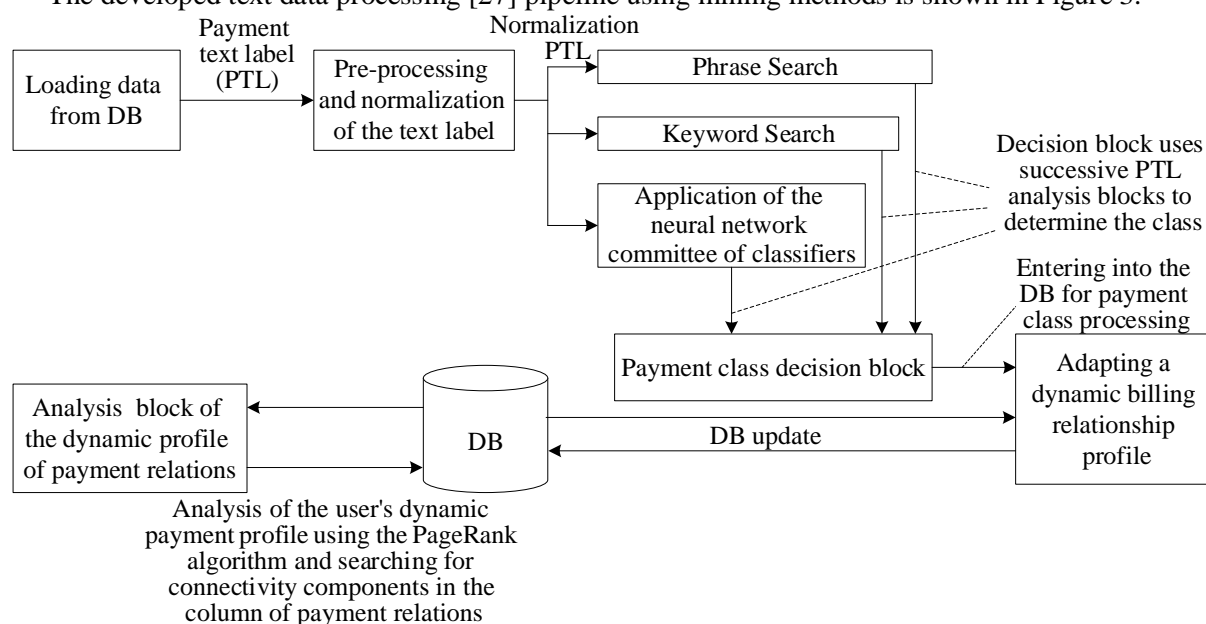 The developed text data processing [27] pipeline using mining methods is shown in Figure 3.
Payment
text label
(PTL)
Normalization
PTL
Loading data
from DB
Pre-processing
and normalization
of the text label
Phrase Search
Keyword Search
Application of the
neural network
committee of classifiers
Decision block uses
successive PTL
analysis blocks to
determine the class
Entering into the
DB for payment
class processing
Payment class decision block
Adapting a
dynamic billing
relationship
profile
Analysis block of
the dynamic profile
of payment relations
DB
DB update
Analysis of the user's dynamic
payment profile using the PageRank
algorithm and searching for
connectivity components in the
column of payment relations